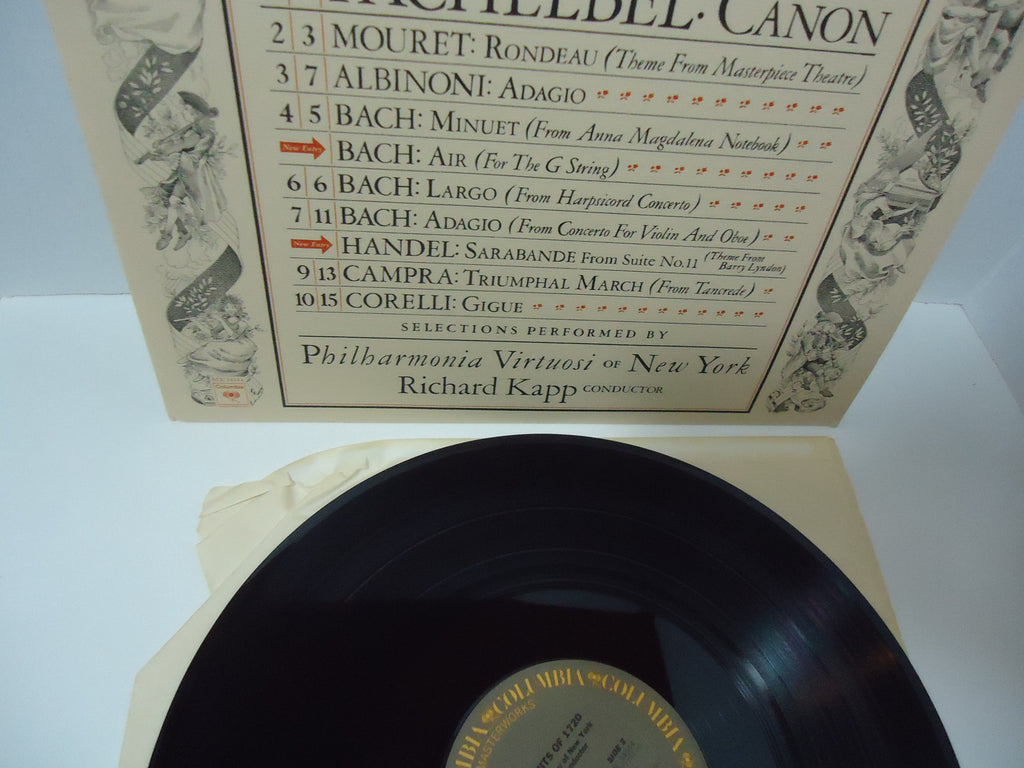 PACHELBEL: CANON
2 3 MOURET: RONDEAU (Theme From Masterpiece Theatre)
3 7 ALBINONI: ADAGIO
4 5 BACH: MINUET (From Anna Magdalena Notebook)
New Entry BACH: AIR (For The G String)
6 6 BACH: LARGO (From Harpsicord Concerto)
7 11 BACH: ADAGIO (From Concerto For Violin And Oboe)
New Entry HANDEL: SARABANDE From Suite No.11 (Theme From Barry Lyndon)
9 13 CAMPRA: TRIUMPHAL MARCH (From Tancrede)
10 15 CORELLI: GIGUE
SELECTIONS PERFORMED BY
Philharmonia Virtuosi OF New York
Richard Kapp CONDUCTOR
Columbia
COLUMBIA COLUMBIA
MASTERWORKS
OF 1720
of New York
SIDE 2